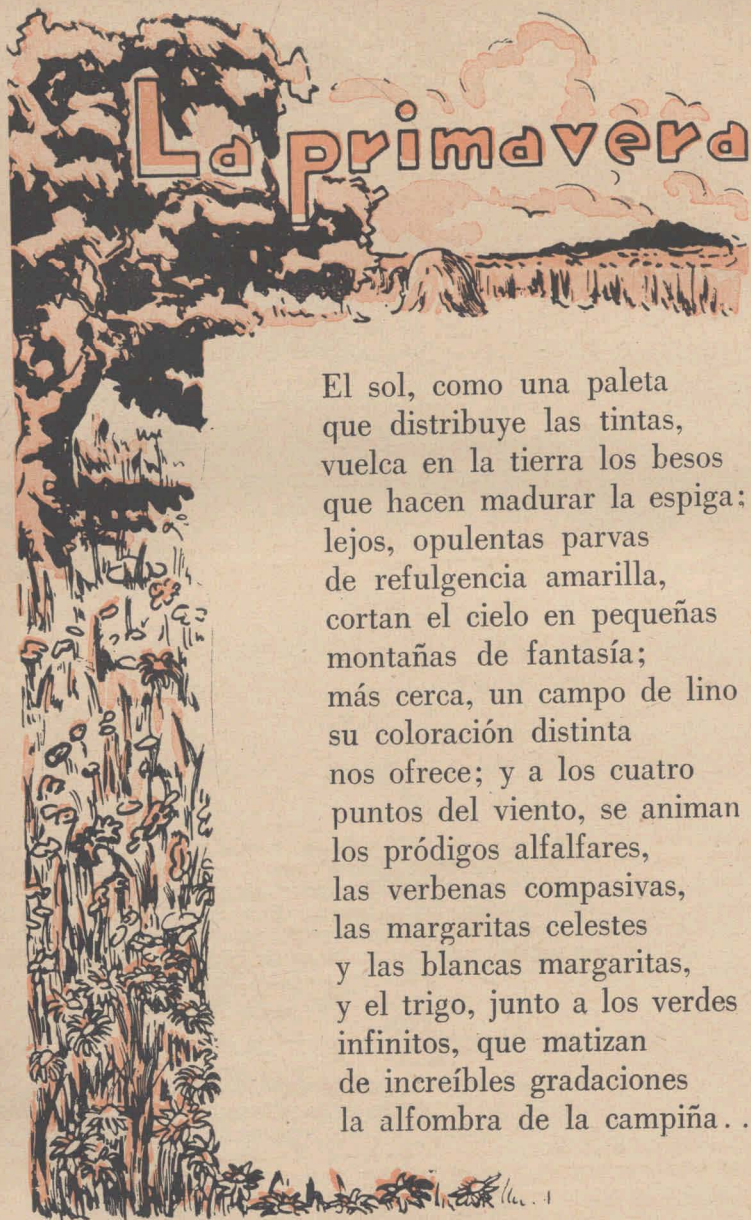 La primavera
El sol, como una paleta
que distribuye las tintas,
vuelca en la tierra los besos
que hacen madurar la espiga;
lejos, opulentas parvas
de refulgencia amarilla,
cortan el cielo en pequeñas
montañas de fantasía;
más cerca, un campo de lino
su coloración distinta
nos ofrece; y a los cuatro
puntos del viento, se animan
los pródigos alfalfares,
las verbenas compasivas,
las margaritas celestes
y las blancas margaritas,
y el trigo, junto a los verdes
infinitos, que matizan
de increíbles gradaciones
la alfombra de la campiña. .